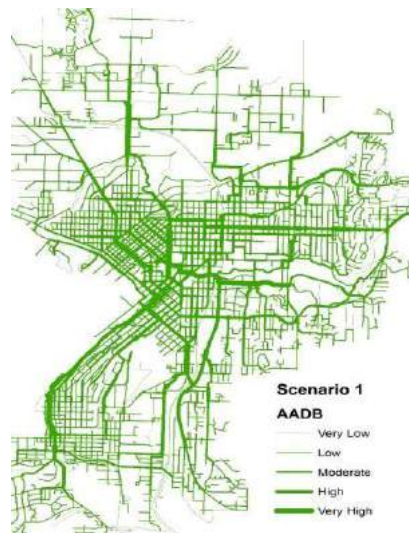 Scenario 1
AADB
Very Low
Low
Moderate
High
Very High